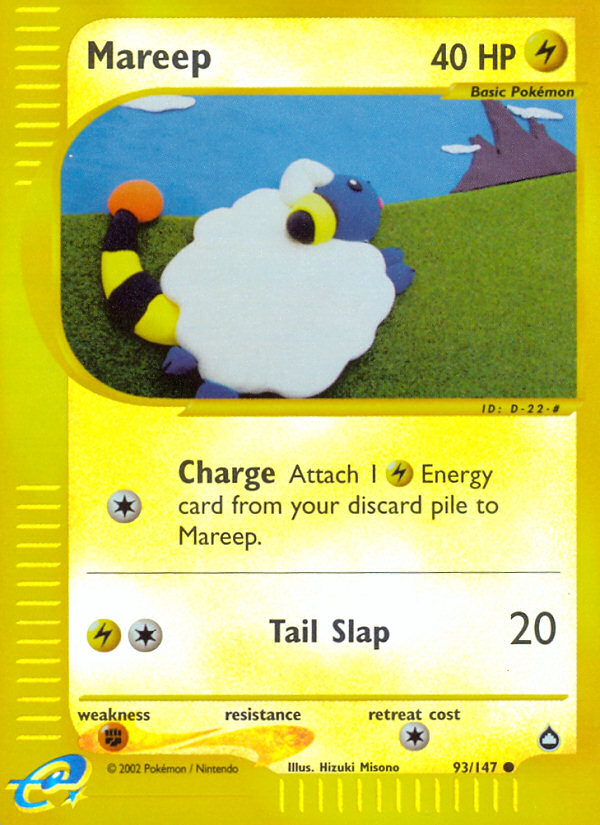 Mareep 40 HP
Basic Pokémon
ID: D-22-#
Charge Attach 1 Energy
card from your discard pile to
Mareep.
Tail Slap 20
weakness resistance retreat cost
© 2002 Pokémon / Nintendo Illus. Hizuki Misono 93/147
e